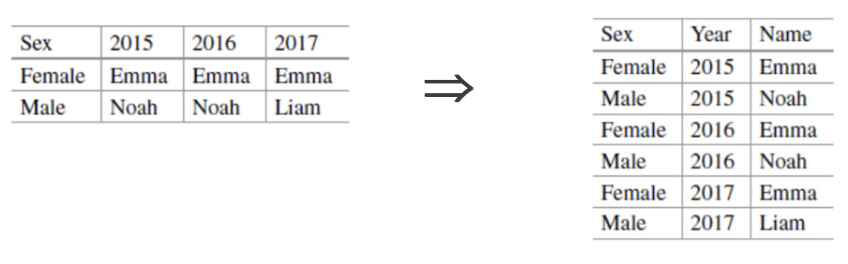 Sex 2015 2016 2017
Female Emma Emma Emma
Male Noah Noah Liam
⇒
Sex Year Name
Female 2015 Emma
Male 2015 Noah
Female 2016 Emma
Male 2016 Noah
Female 2017 Emma
Male 2017 Liam